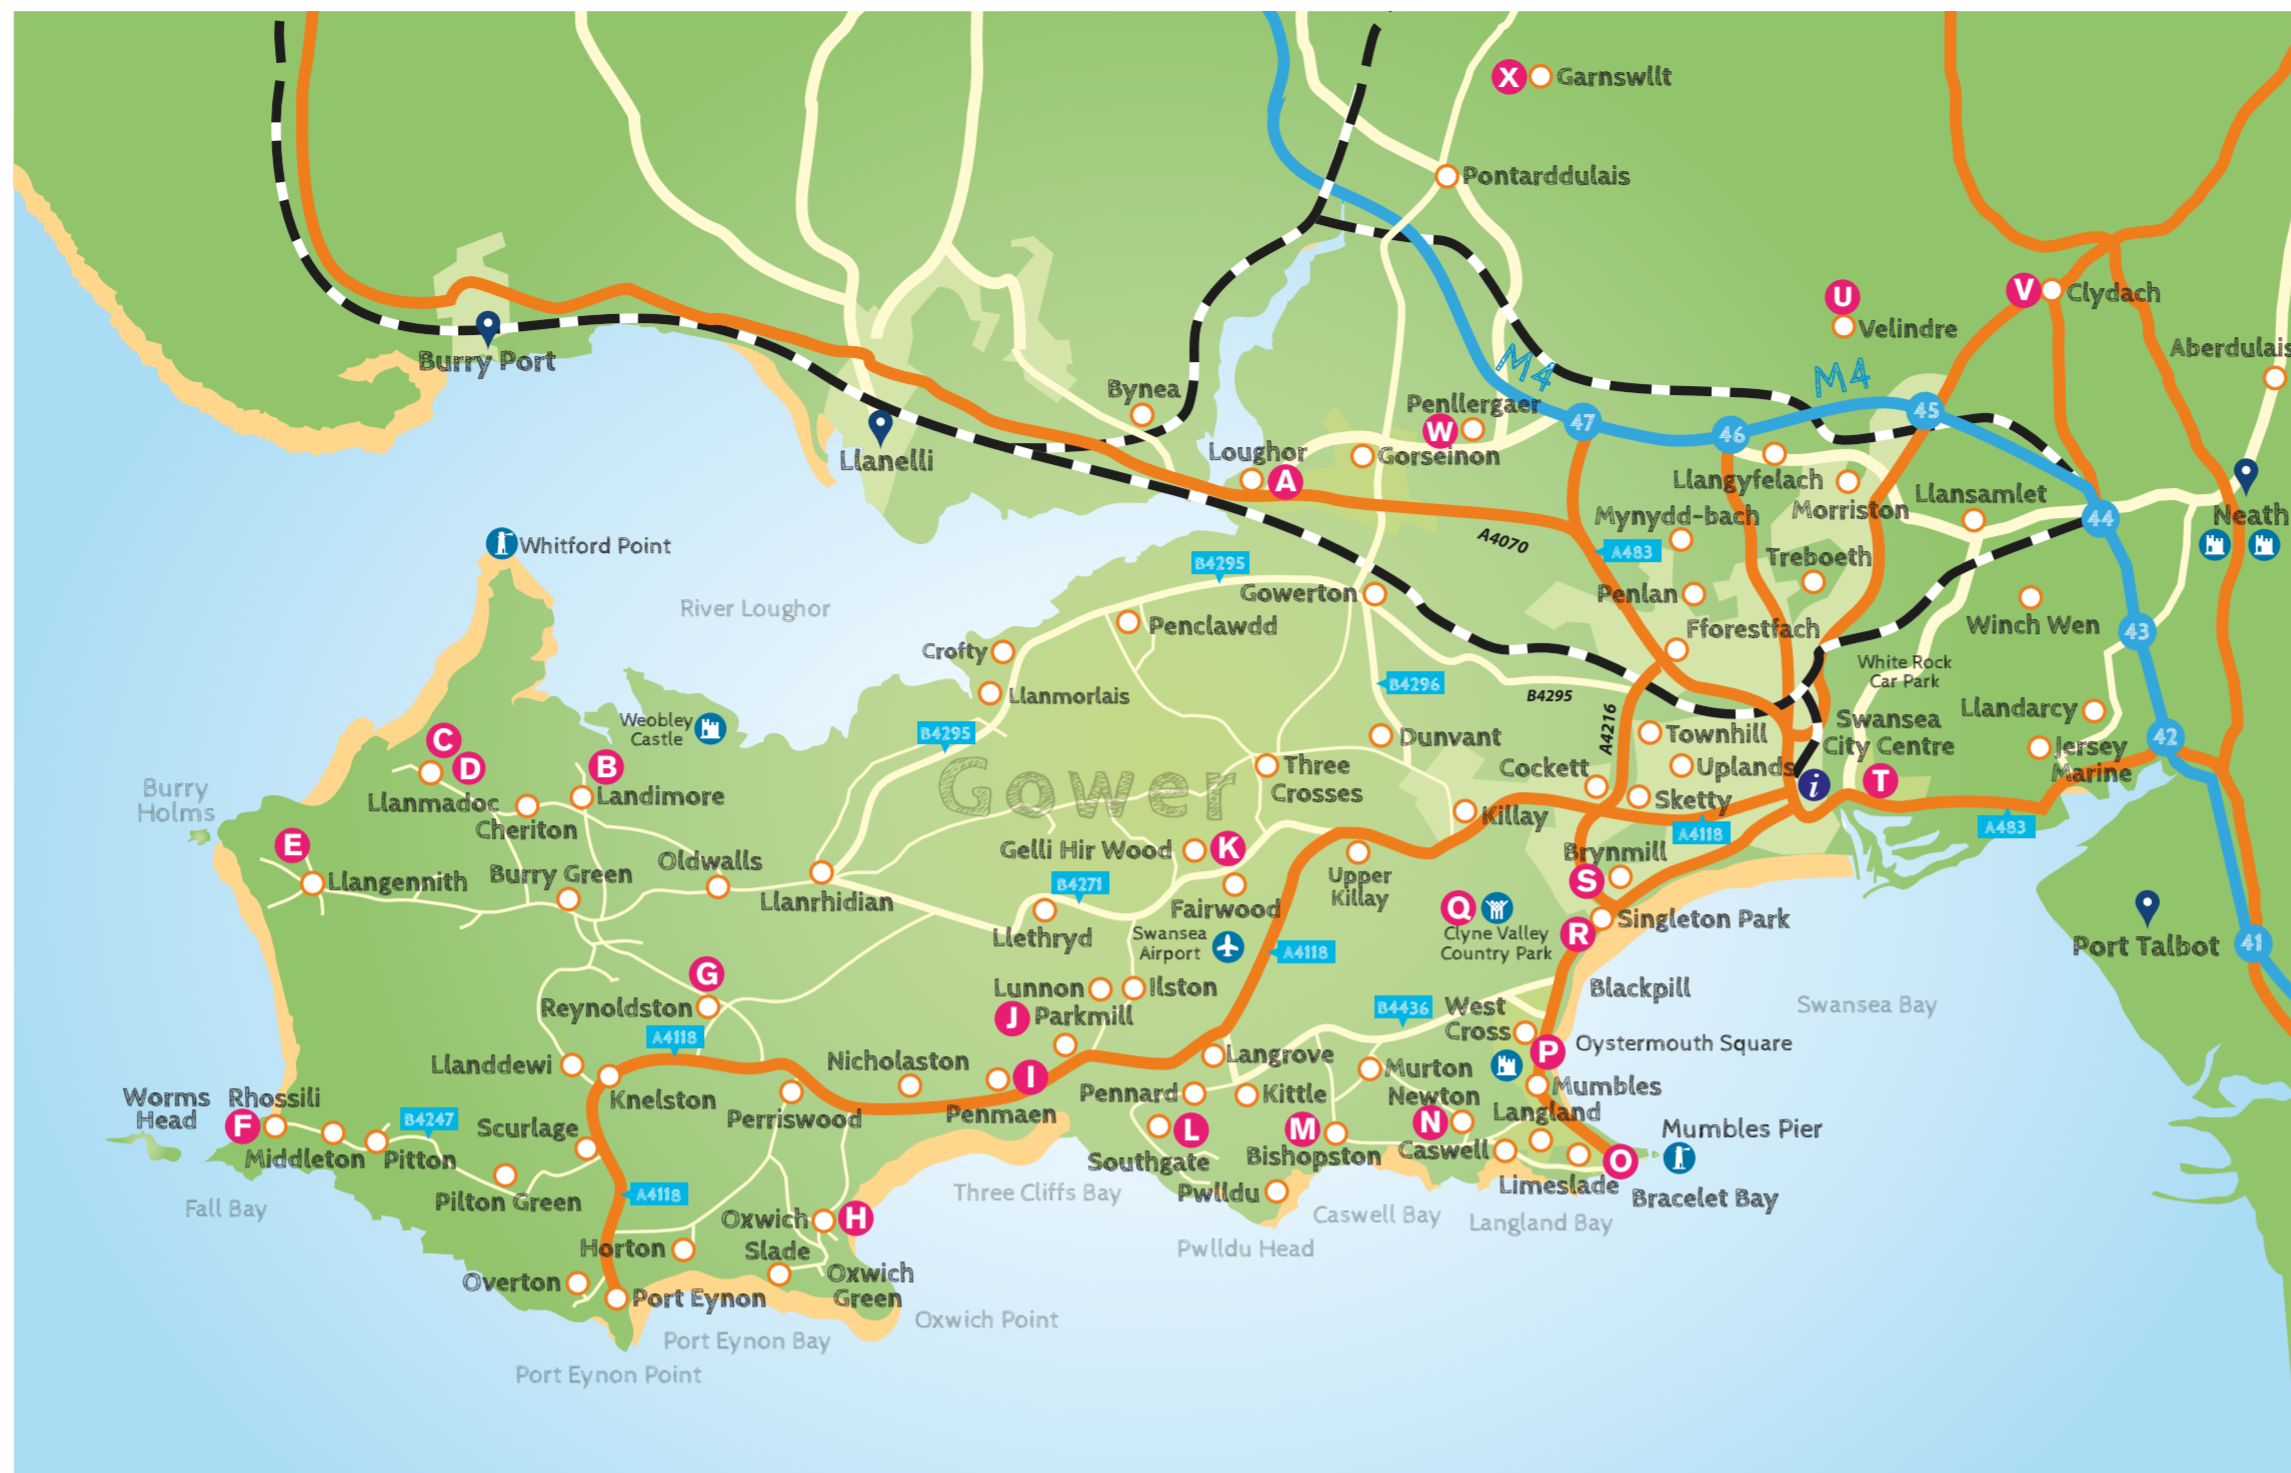 X
Garnswllt
Pontarddulais
U
V
Clydach
Velindre
Aberdulais
Burry Port
M4
M4
Bynea
Penllergaer
W
47
46
45
Llanelli
Loughor
A
Gorseinon
Llangyfelach
Morriston
Llansamlet
Mynydd-bach
44
Neath
Whitford Point
A4070
A483
Treboeth
B4295
Gowerton
Penlan
Winch Wen
River Loughor
Penclawdd
Fforestfach
43
Crofty
White Rock
Car Park
Llanmorlais
B4296
B4295
A4216
Llandarcy
Weobley
Castle
B4295
Dunvant
Townhill
Swansea
City Centre
42
C
D
B
Gower
Three
Crosses
Cockett
Uplands
Jersey
Marine
Burry
Holms
Llanmadoc
Landimore
Cheriton
Sketty
i
T
Killay
A4118
A483
E
Gelli Hir Wood
K
Brynmill
Llangennith
Burry Green
Oldwalls
B4271
Upper
Killay
S
Llanrhidian
Fairwood
Q
Singleton Park
Llethryd
Swansea
Airport
A4118
Clyne Valley
Country Park
R
Port Talbot
41
G
Lunnon
Ilston
Blackpill
Reynoldston
J
Parkmill
B4436
West
Cross
Swansea Bay
A4118
P
Oystermouth Square
Llanddewi
Nicholaston
Langrove
Murton
I
Knelston
Perriswood
Penmaen
Pennard
Kittle
Newton
Mumbles
Worms
Head
Rhossili
F
B4247
Scurlage
L
M
N
Langland
Mumbles Pier
Middleton
Pitton
Southgate
Bishopston
Caswell
O
Pilton Green
A4118
Three Cliffs Bay
Pwlldu
Limeslade
Bracelet Bay
Fall Bay
Oxwich
H
Caswell Bay
Langland Bay
Horton
Slade
Pwlldu Head
Overton
Oxwich
Green
Port Eynon
Oxwich Point
Port Eynon Bay
Port Eynon Point